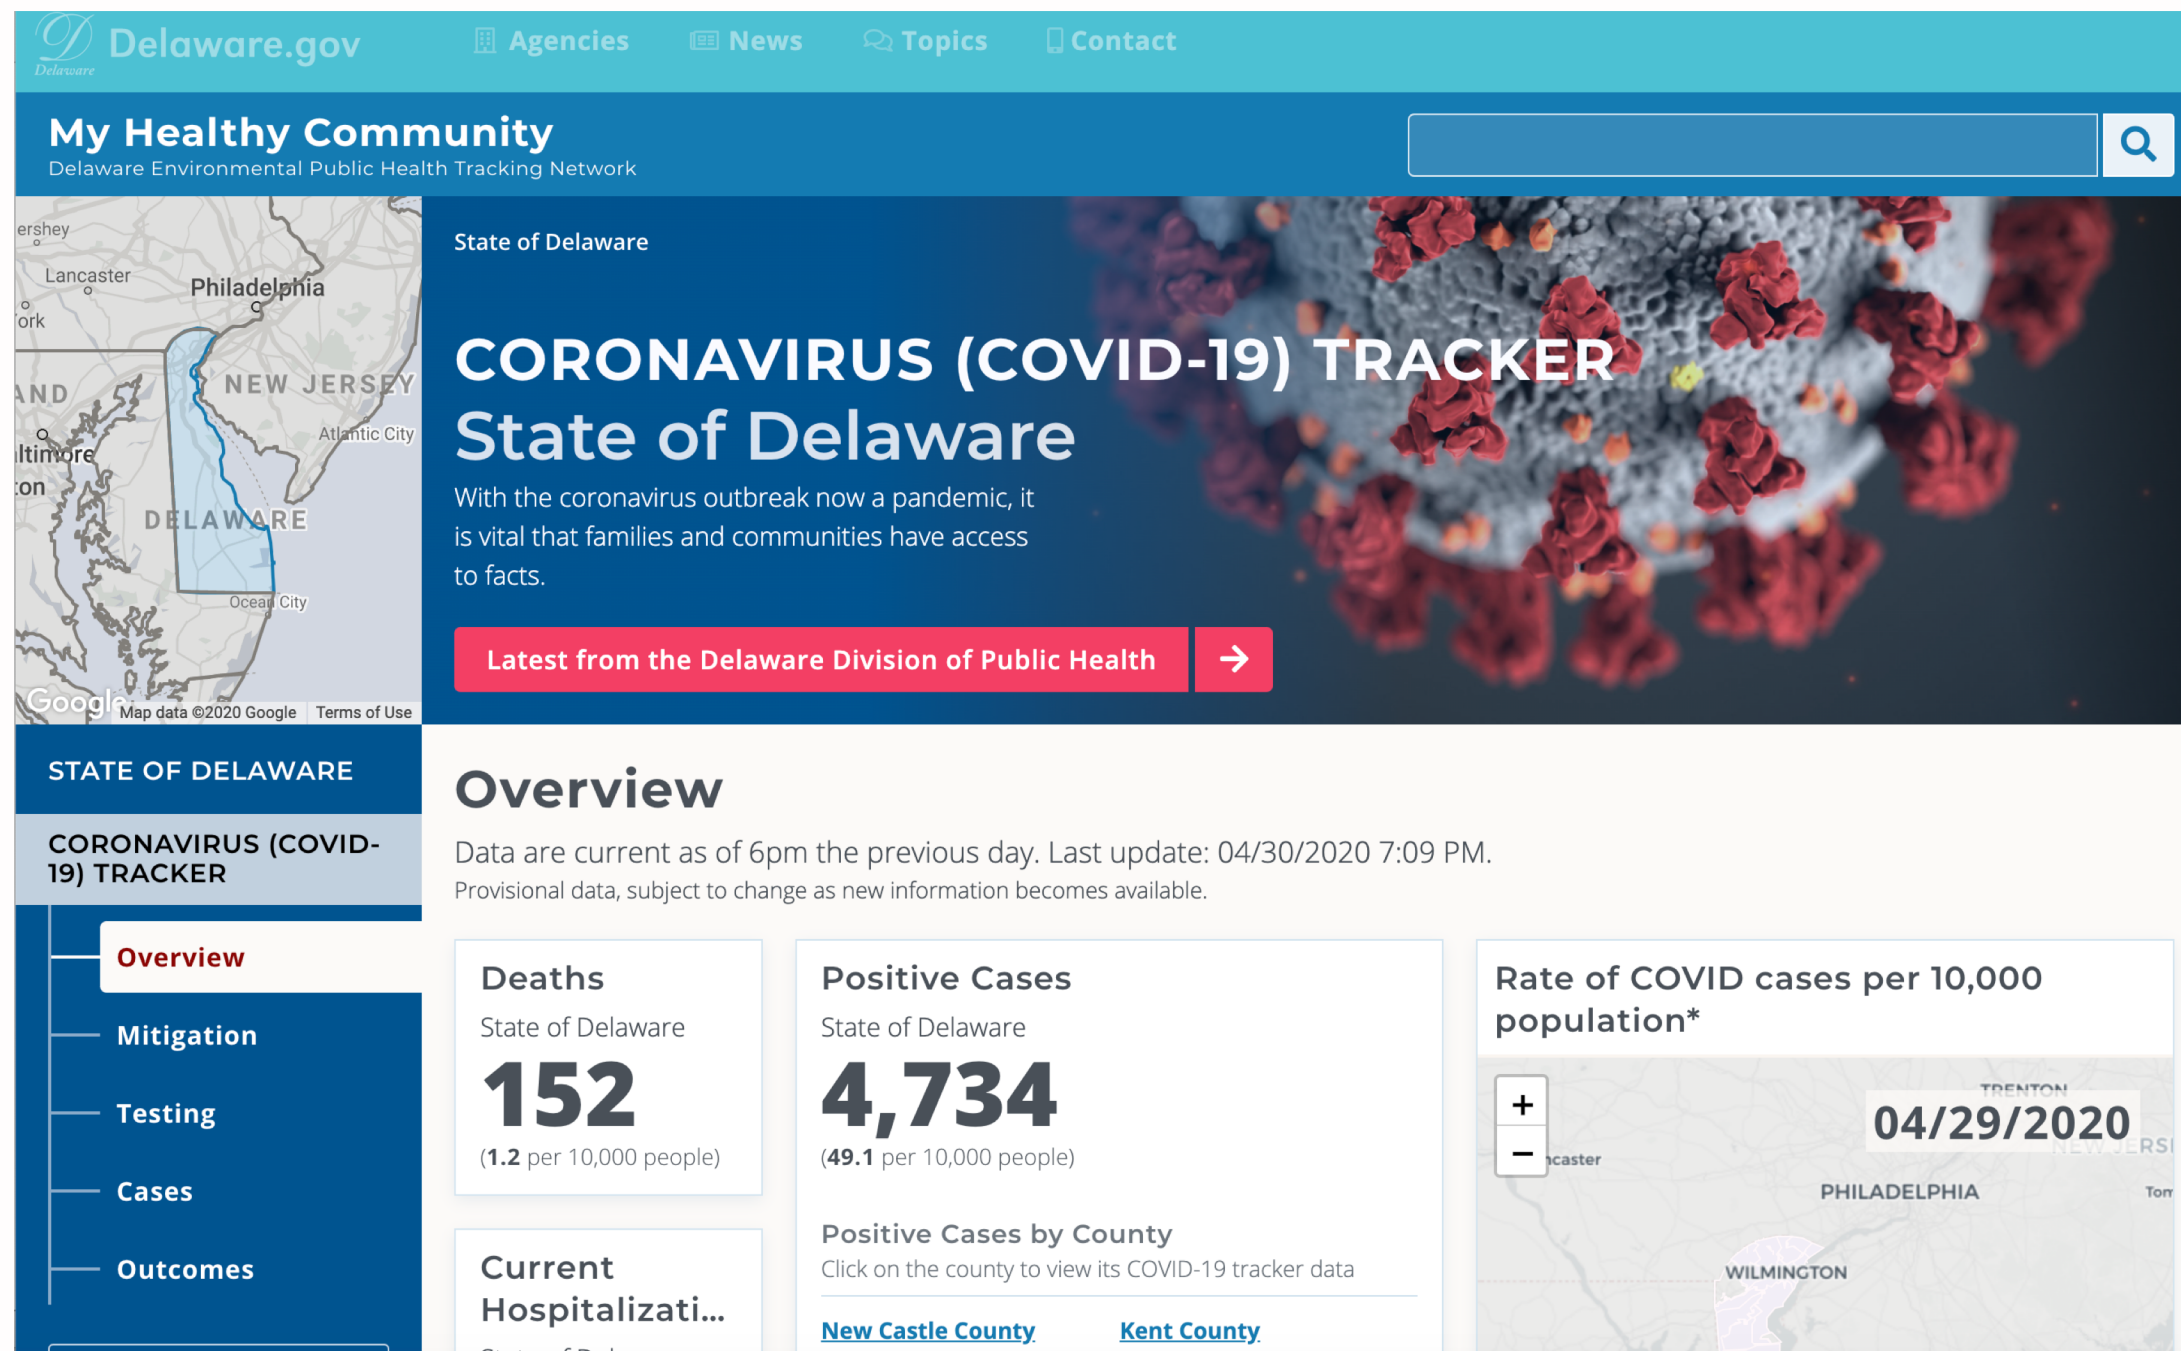 Delaware
Delaware.gov
Agencies
News
Topics
Contact
My Healthy Community
Delaware Environmental Public Health Tracking Network
ershey
Lancaster
Philadelphia
ork
AND
NEW JERSEY
Atlantic City
ltimore
on
DELAWARE
Ocean City
Google
Map data ©2020 Google
Terms of Use
State of Delaware
CORONAVIRUS (COVID-19) TRACKER
State of Delaware
With the coronavirus outbreak now a pandemic, it
is vital that families and communities have access
to facts.
Latest from the Delaware Division of Public Health
STATE OF DELAWARE
CORONAVIRUS (COVID-
19) TRACKER
Overview
Mitigation
Testing
Cases
Outcomes
Overview
Data are current as of 6pm the previous day. Last update: 04/30/2020 7:09 PM.
Provisional data, subject to change as new information becomes available.
Deaths
State of Delaware
152
(1.2 per 10,000 people)
Current
Hospitalizati...
Positive Cases
State of Delaware
4,734
(49.1 per 10,000 people)
Positive Cases by County
Click on the county to view its COVID-19 tracker data
New Castle County
Kent County
Rate of COVID cases per 10,000
population*
+
−
TRENTON
04/29/2020
NEW JERS
ncaster
PHILADELPHIA
Tom
WILMINGTON